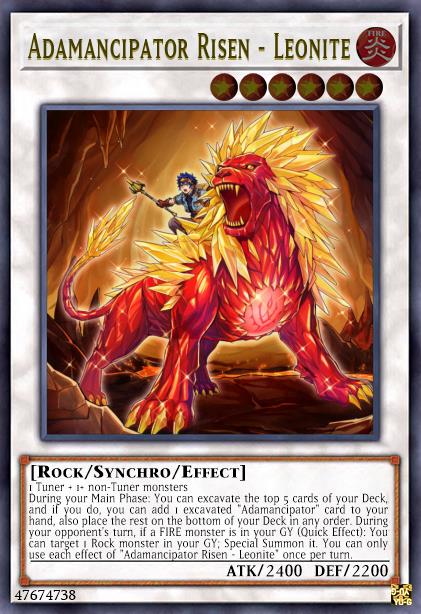 Adamancipator Risen - Leonite
FIRE
炎
[Rock/Synchro/Effect]
1 Tuner + 1+ non-Tuner monsters
During your Main Phase: You can excavate the top 5 cards of your Deck,
and if you do, you can add 1 excavated "Adamancipator" card to your
hand, also place the rest on the bottom of your Deck in any order. During
your opponent's turn, if a FIRE monster is in your GY (Quick Effect): You
can target 1 Rock monster in your GY; Special Summon it. You can only
use each effect of "Adamancipator Risen - Leonite" once per turn.
ATK/2400 DEF/2200
47674738